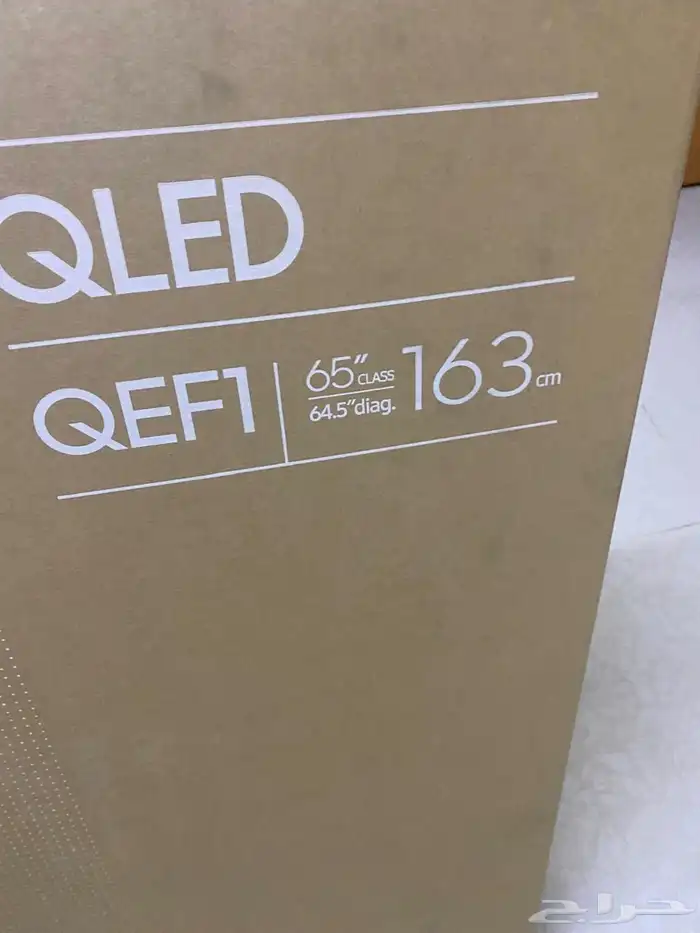 QLED
QEF1 65" CLASS 163 cm
64.5"diag.
حراج